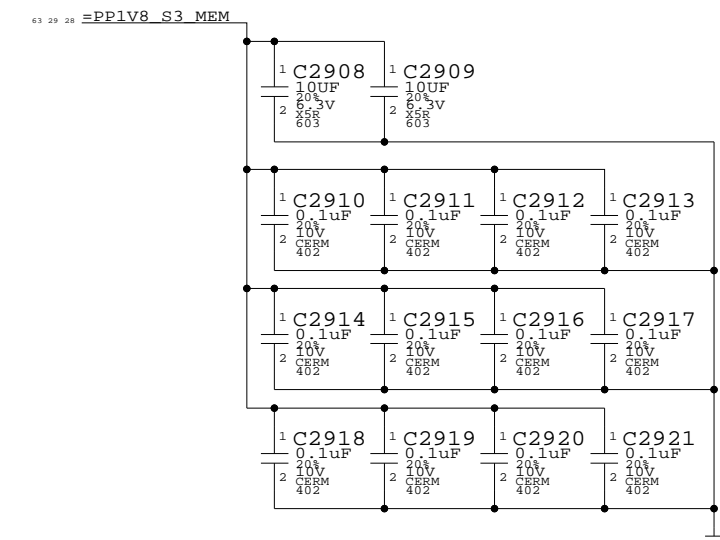 63 29 28 =PP1V8_S3_MEM
1 C2908 1 C2909
10UF 10UF
20% 20%
2 6.3V 2 6.3V
X5R X5R
603 603
1 C2910 1 C2911 1 C2912 1 C2913
0.1uF 0.1uF 0.1uF 0.1uF
20% 20% 20% 20%
2 10V 2 10V 2 10V 2 10V
CERM CERM CERM CERM
402 402 402 402
1 C2914 1 C2915 1 C2916 1 C2917
0.1uF 0.1uF 0.1uF 0.1uF
20% 20% 20% 20%
2 10V 2 10V 2 10V 2 10V
CERM CERM CERM CERM
402 402 402 402
1 C2918 1 C2919 1 C2920 1 C2921
0.1uF 0.1uF 0.1uF 0.1uF
20% 20% 20% 20%
2 10V 2 10V 2 10V 2 10V
CERM CERM CERM CERM
402 402 402 402